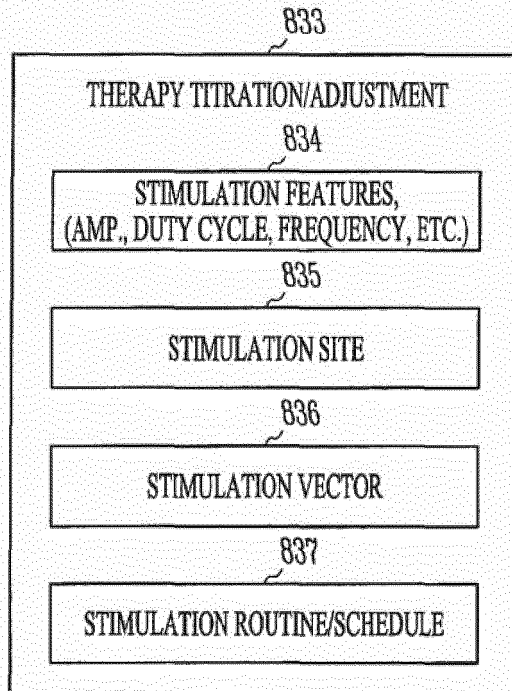 833
THERAPY TITRATION/ADJUSTMENT
834
STIMULATION FEATURES,
(AMP., DUTY CYCLE, FREQUENCY, ETC.)
835
STIMULATION SITE
836
STIMULATION VECTOR
837
STIMULATION ROUTINE/SCHEDULE